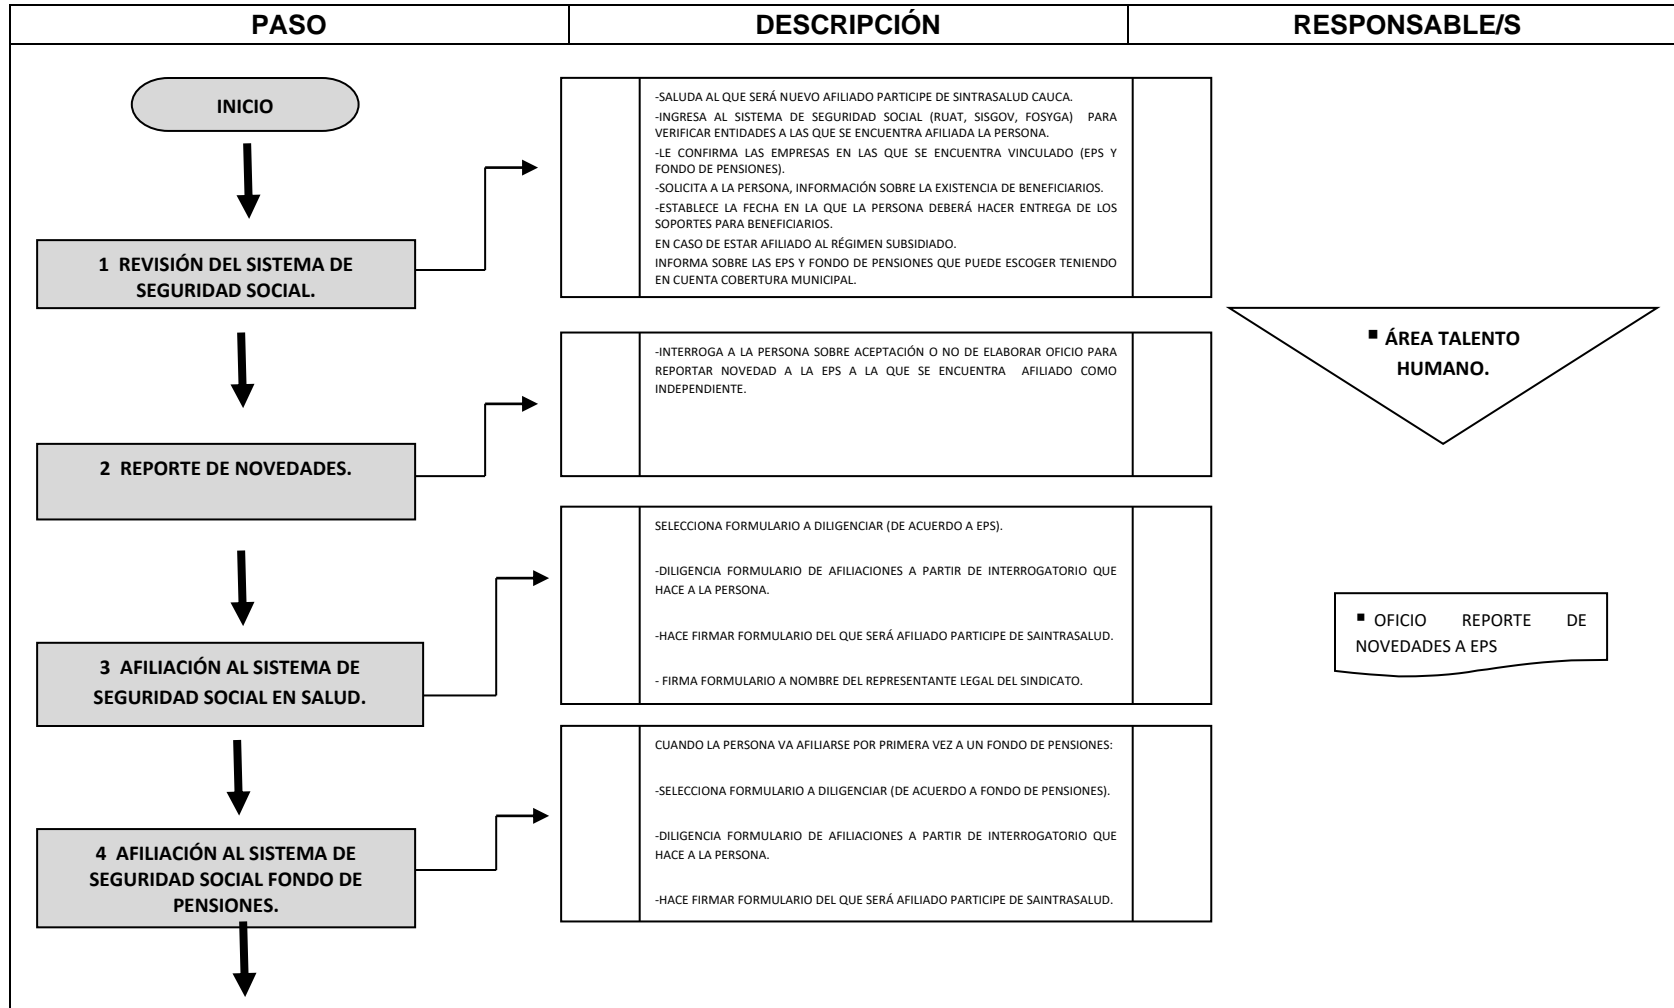 PASO
DESCRIPCIÓN
RESPONSABLE/S
INICIO
-SALUDA AL QUE SERÁ NUEVO AFILIADO PARTICIPE DE SINTRASALUD CAUCA.
-INGRESA AL SISTEMA DE SEGURIDAD SOCIAL (RUAT, SISGOV, FOSYGA) PARA
VERIFICAR ENTIDADES A LAS QUE SE ENCUENTRA AFILIADA LA PERSONA.
-LE CONFIRMA LAS EMPRESAS EN LAS QUE SE ENCUENTRA VINCULADO (EPS Y
FONDO DE PENSIONES).
-SOLICITA A LA PERSONA, INFORMACIÓN SOBRE LA EXISTENCIA DE BENEFICIARIOS.
-ESTABLECE LA FECHA EN LA QUE LA PERSONA DEBERÁ HACER ENTREGA DE LOS
SOPORTES PARA BENEFICIARIOS.
EN CASO DE ESTAR AFILIADO AL RÉGIMEN SUBSIDIADO.
INFORMA SOBRE LAS EPS Y FONDO DE PENSIONES QUE PUEDE ESCOGER TENIENDO
EN CUENTA COBERTURA MUNICIPAL.
1 REVISIÓN DEL SISTEMA DE
SEGURIDAD SOCIAL.
▪ ÁREA TALENTO
HUMANO.
-INTERROGA A LA PERSONA SOBRE ACEPTACIÓN O NO DE ELABORAR OFICIO PARA
REPORTAR NOVEDAD A LA EPS A LA QUE SE ENCUENTRA AFILIADO COMO
INDEPENDIENTE.
2 REPORTE DE NOVEDADES.
SELECCIONA FORMULARIO A DILIGENCIAR (DE ACUERDO A EPS).
-DILIGENCIA FORMULARIO DE AFILIACIONES A PARTIR DE INTERROGATORIO QUE
HACE A LA PERSONA.
-HACE FIRMAR FORMULARIO DEL QUE SERÁ AFILIADO PARTICIPE DE SAINTRASALUD.
- FIRMA FORMULARIO A NOMBRE DEL REPRESENTANTE LEGAL DEL SINDICATO.
▪ OFICIO REPORTE DE
NOVEDADES A EPS
3 AFILIACIÓN AL SISTEMA DE
SEGURIDAD SOCIAL EN SALUD.
CUANDO LA PERSONA VA AFILIARSE POR PRIMERA VEZ A UN FONDO DE PENSIONES:
-SELECCIONA FORMULARIO A DILIGENCIAR (DE ACUERDO A FONDO DE PENSIONES).
-DILIGENCIA FORMULARIO DE AFILIACIONES A PARTIR DE INTERROGATORIO QUE
HACE A LA PERSONA.
-HACE FIRMAR FORMULARIO DEL QUE SERÁ AFILIADO PARTICIPE DE SAINTRASALUD.
4 AFILIACIÓN AL SISTEMA DE
SEGURIDAD SOCIAL FONDO DE
PENSIONES.